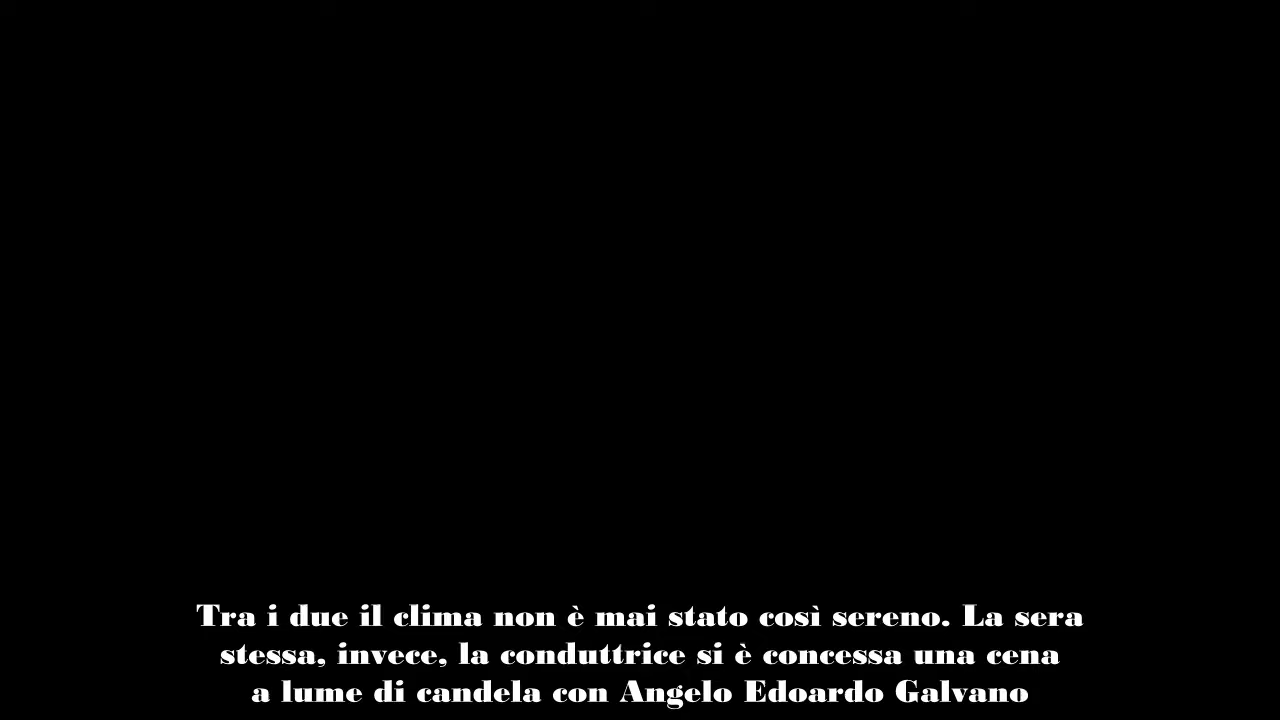 Tra i due il clima non è mai stato così sereno. La sera
stessa, invece, la conduttrice si è concessa una cena
a lume di candela con Angelo Edoardo Galvano